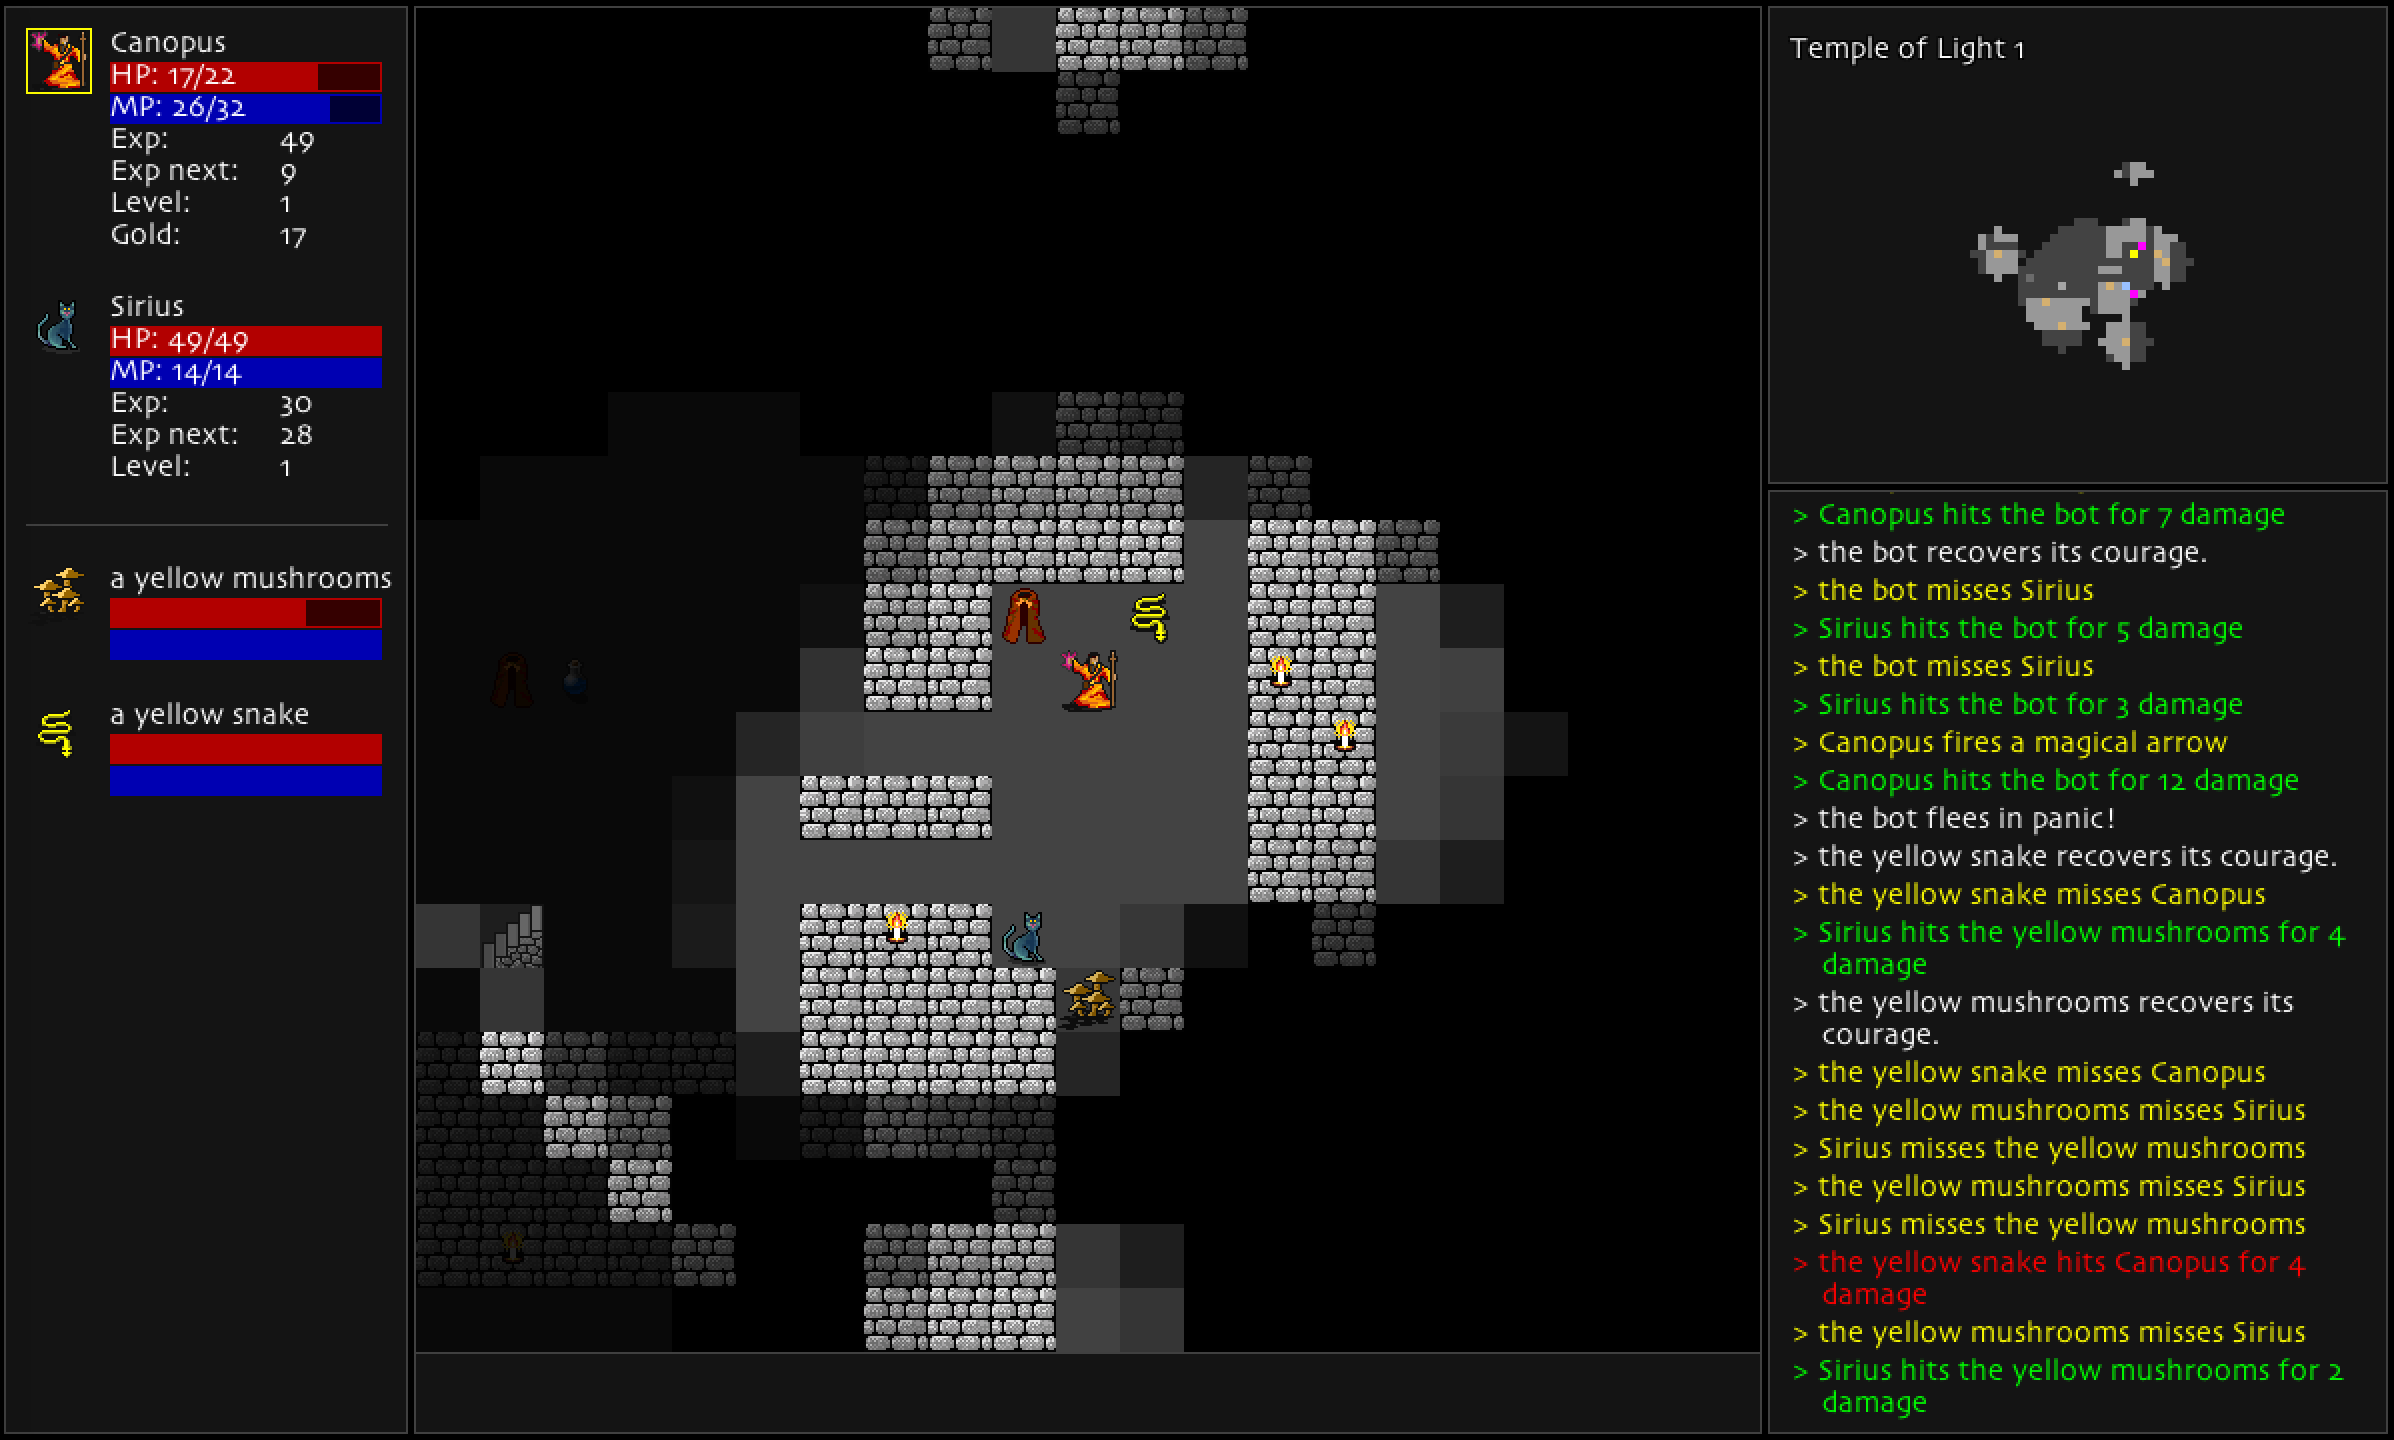 Canopus
HP: 17/22
MP: 26/32
Exp: 49
Exp next: 9
Level: 1
Gold: 17
Sirius
HP: 49/49
MP: 14/14
Exp: 30
Exp next: 28
Level: 1
a yellow mushrooms
a yellow snake
Temple of Light 1
> Canopus hits the bot for 7 damage
> the bot recovers its courage.
> the bot misses Sirius
> Sirius hits the bot for 5 damage
> the bot misses Sirius
> Sirius hits the bot for 3 damage
> Canopus fires a magical arrow
> Canopus hits the bot for 12 damage
> the bot flees in panic!
> the yellow snake recovers its courage.
> the yellow snake misses Canopus
> Sirius hits the yellow mushrooms for 4
damage
> the yellow mushrooms recovers its
courage.
> the yellow snake misses Canopus
> the yellow mushrooms misses Sirius
> Sirius misses the yellow mushrooms
> the yellow mushrooms misses Sirius
> Sirius misses the yellow mushrooms
> the yellow snake hits Canopus for 4
damage
> the yellow mushrooms misses Sirius
> Sirius hits the yellow mushrooms for 2
damage